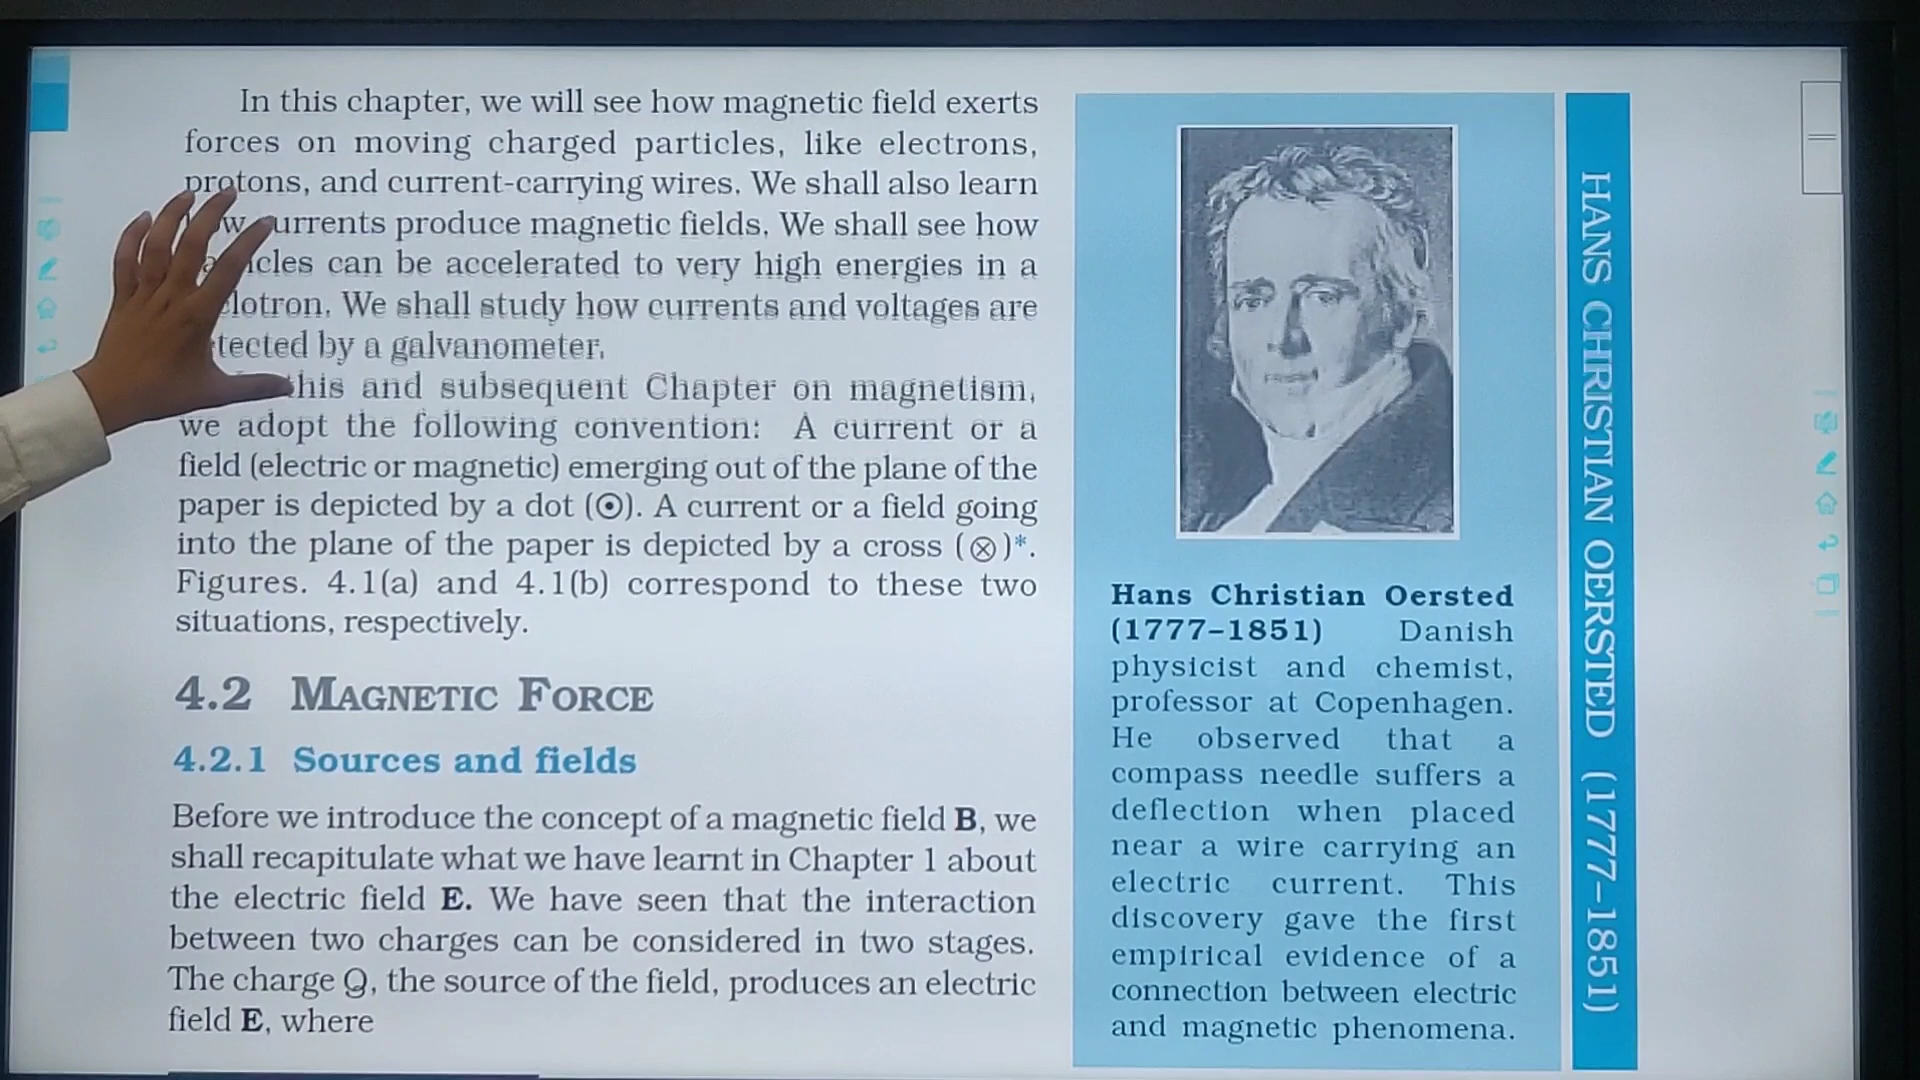 In this chapter, we will see how magnetic field exerts
forces on moving charged particles, like electrons,
protons, and current-carrying wires. We shall also learn
currents produce magnetic fields. We shall see how
can be accelerated to very high energies in a
We shall study how currents and voltages are
by a galvanometer.
this and subsequent Chapter on magnetism,
we adopt the following convention: A current or a
field (electric or magnetic) emerging out of the plane of the
paper is depicted by a dot (⊙). A current or a field going
into the plane of the paper is depicted by a cross (⊗)*.
Figures. 4.1(a) and 4.1(b) correspond to these two
situations, respectively.
4.2 MAGNETIC FORCE
4.2.1 Sources and fields
Before we introduce the concept of a magnetic field B, we
shall recapitulate what we have learnt in Chapter 1 about
the electric field E. We have seen that the interaction
between two charges can be considered in two stages.
The charge Q, the source of the field, produces an electric
field E, where
Hans Christian Oersted
(1777–1851) Danish
physicist and chemist,
professor at Copenhagen.
He observed that a
compass needle suffers a
deflection when placed
near a wire carrying an
electric current. This
discovery gave the first
empirical evidence of a
connection between electric
and magnetic phenomena.
HANS CHRISTIAN OERSTED (1777–1851)